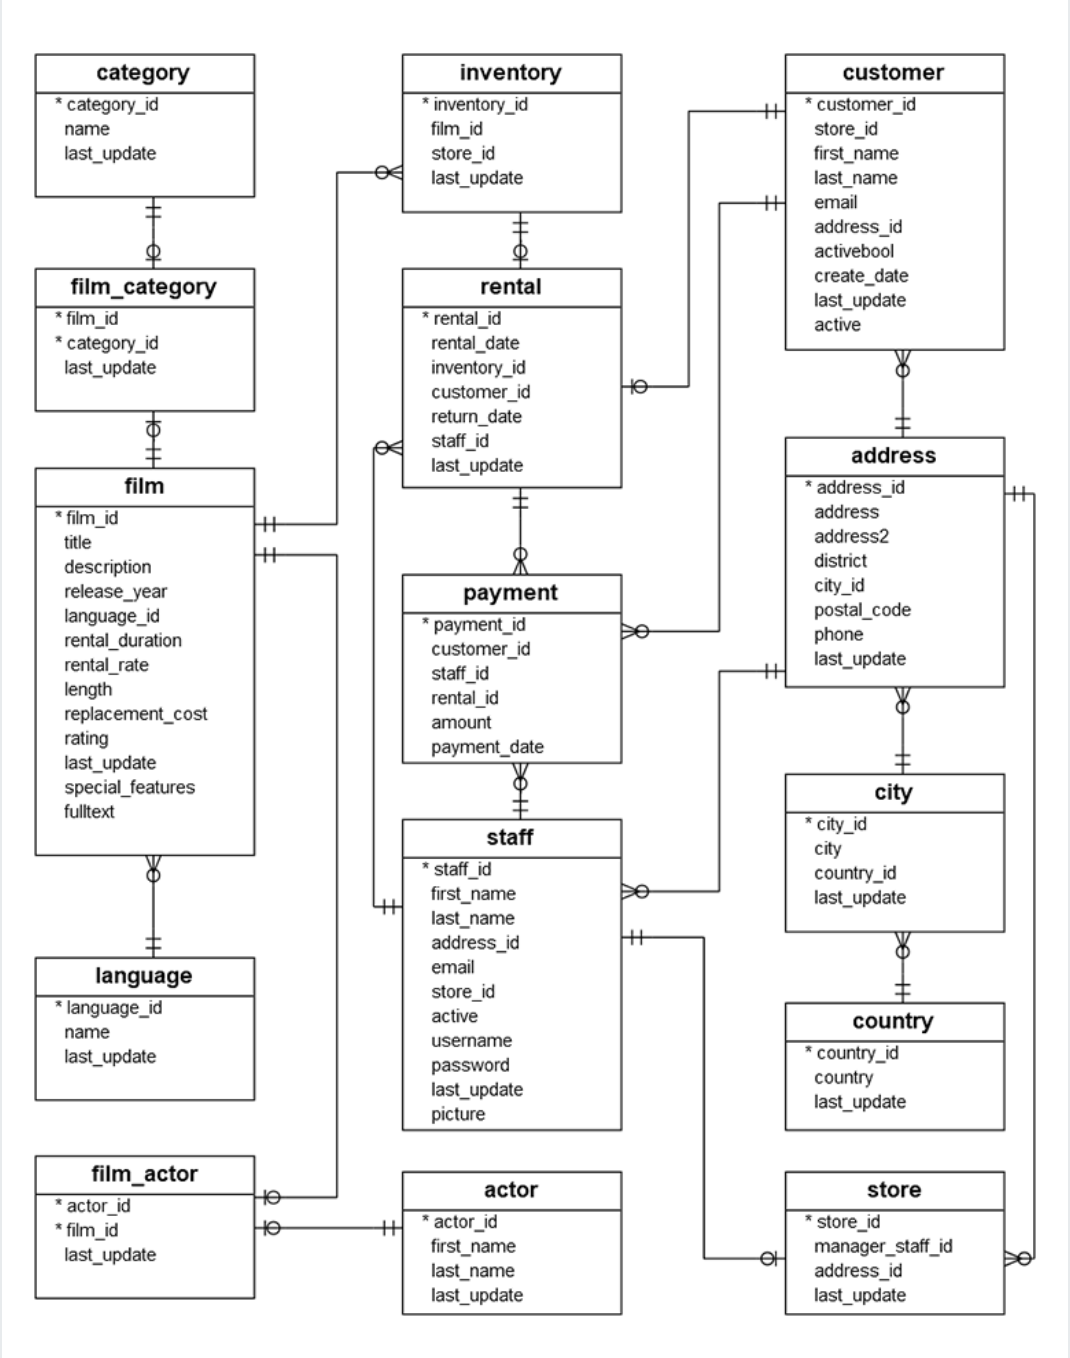 category
* category_id
name
last_update
film_category
* film_id
* category_id
last_update
film
* film_id
title
description
release_year
language_id
rental_duration
rental_rate
length
replacement_cost
rating
last_update
special_features
fulltext
language
* language_id
name
last_update
film_actor
* actor_id
* film_id
last_update
inventory
* inventory_id
film_id
store_id
last_update
rental
* rental_id
rental_date
inventory_id
customer_id
return_date
staff_id
last_update
payment
* payment_id
customer_id
staff_id
rental_id
amount
payment_date
staff
* staff_id
first_name
last_name
address_id
email
store_id
active
username
password
last_update
picture
actor
* actor_id
first_name
last_name
last_update
customer
* customer_id
store_id
first_name
last_name
email
address_id
activebool
create_date
last_update
active
address
* address_id
address
address2
district
city_id
postal_code
phone
last_update
city
* city_id
city
country_id
last_update
country
* country_id
country
last_update
store
* store_id
manager_staff_id
address_id
last_update